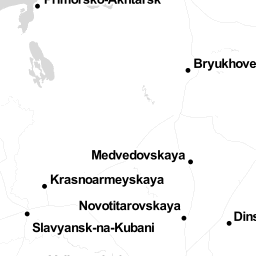 Primorsko-Akhtarsk
Bryukhove
Medvedovskaya
Krasnoarmeyskaya
Novotitarovskaya
Dins
Slavyansk-na-Kubani